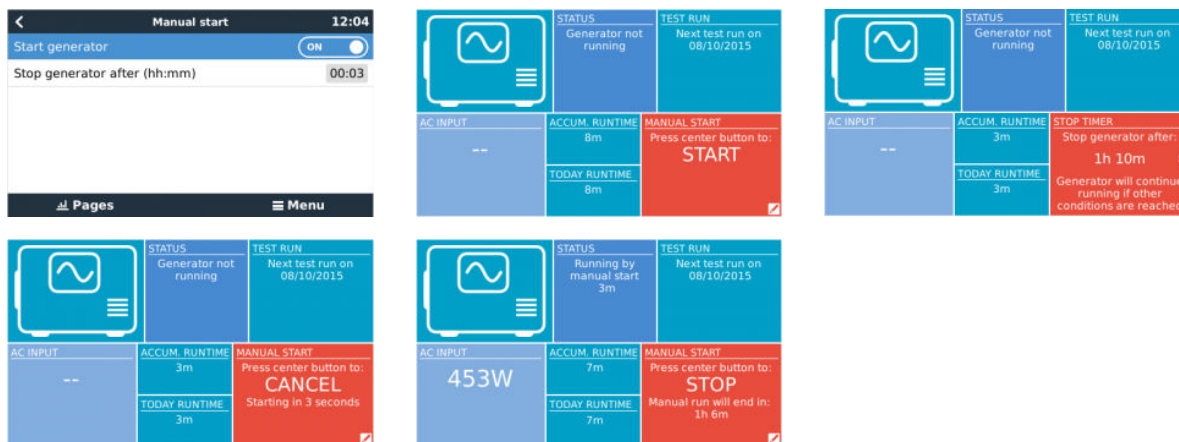 Manual start 12:04
Start generator ON
Stop generator after (hh:mm) 00:03
Pages Menu
STATUS
Generator not
running
TEST RUN
Next test run on
08/10/2015
AC INPUT
--
ACCUM. RUNTIME
8m
TODAY RUNTIME
8m
MANUAL START
Press center button to:
START
STATUS
Generator not
running
TEST RUN
Next test run on
08/10/2015
AC INPUT
--
ACCUM. RUNTIME
3m
TODAY RUNTIME
3m
STOP TIMER
Stop generator after:
1h 10m
Generator will continue
running if other
conditions are reached
STATUS
Generator not
running
TEST RUN
Next test run on
08/10/2015
AC INPUT
--
ACCUM. RUNTIME
3m
TODAY RUNTIME
3m
MANUAL START
Press center button to:
CANCEL
Starting in 3 seconds
STATUS
Running by
manual start
3m
TEST RUN
Next test run on
08/10/2015
AC INPUT
453W
ACCUM. RUNTIME
7m
TODAY RUNTIME
7m
MANUAL START
Press center button to:
STOP
Manual run will end in:
1h 6m